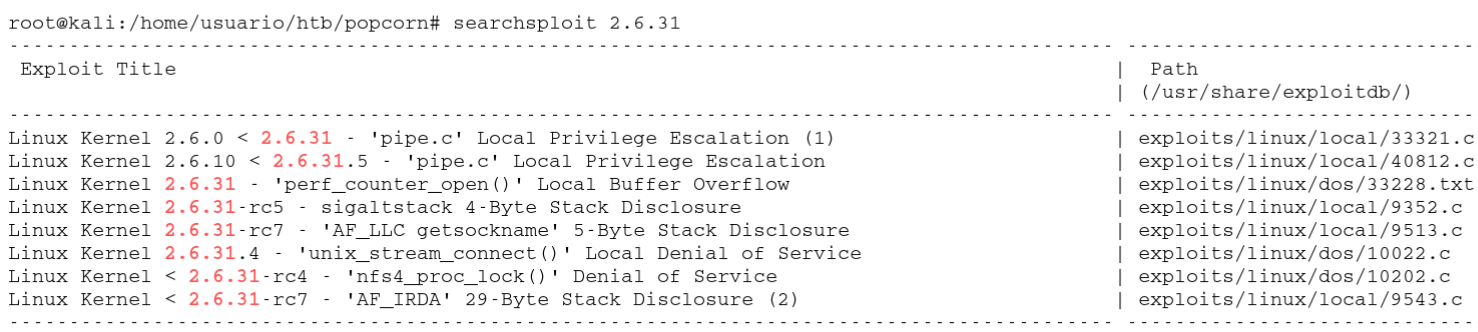 root@kali:/home/usuario/htb/popcorn# searchsploit 2.6.31
------------------------------------------------------------------------------------------- ----------------------------
Exploit Title | Path
| (/usr/share/exploitdb/)
------------------------------------------------------------------------------------------- ----------------------------
Linux Kernel 2.6.0 < 2.6.31 - 'pipe.c' Local Privilege Escalation (1) | exploits/linux/local/33321.c
Linux Kernel 2.6.10 < 2.6.31.5 - 'pipe.c' Local Privilege Escalation | exploits/linux/local/40812.c
Linux Kernel 2.6.31 - 'perf_counter_open()' Local Buffer Overflow | exploits/linux/dos/33228.txt
Linux Kernel 2.6.31-rc5 - sigaltstack 4-Byte Stack Disclosure | exploits/linux/local/9352.c
Linux Kernel 2.6.31-rc7 - 'AF_LLC getsockname' 5-Byte Stack Disclosure | exploits/linux/local/9513.c
Linux Kernel 2.6.31.4 - 'unix_stream_connect()' Local Denial of Service | exploits/linux/dos/10022.c
Linux Kernel < 2.6.31-rc4 - 'nfs4_proc_lock()' Denial of Service | exploits/linux/dos/10202.c
Linux Kernel < 2.6.31-rc7 - 'AF_IRDA' 29-Byte Stack Disclosure (2) | exploits/linux/local/9543.c
------------------------------------------------------------------------------------------- ----------------------------